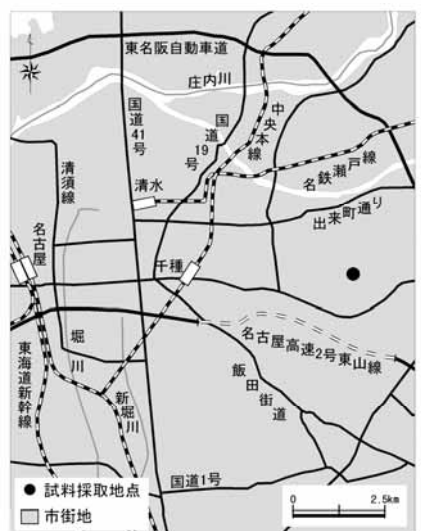 東名阪自動車道
庄内川
国道41号
国道19号
中央本線
名鉄瀬戸線
清須線
清水
出来町通り
名古屋
千種
名古屋高速2号東山線
堀川
飯田街道
東海道新幹線
新堀川
国道1号
試料採取地点
市街地
0 2.5km